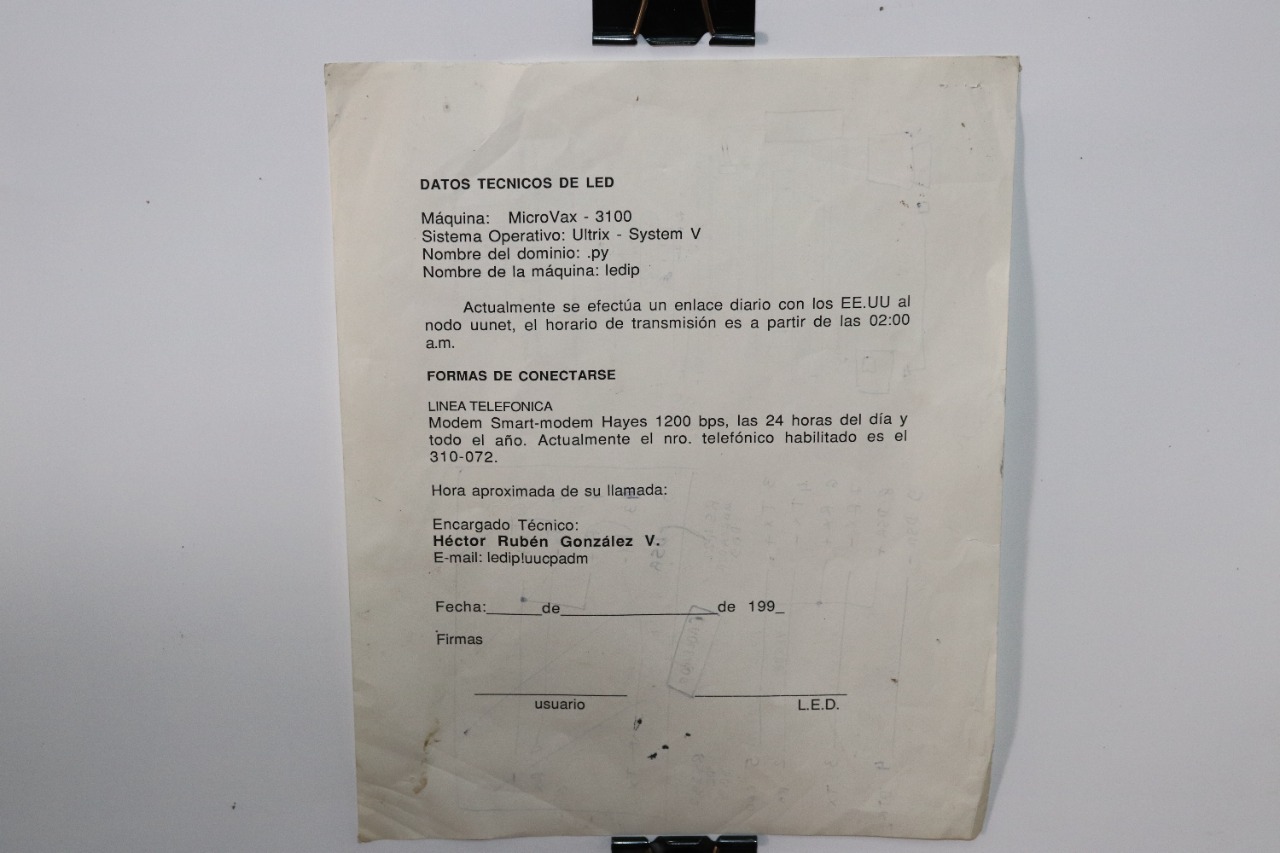 DATOS TECNICOS DE LED
Máquina: MicroVax - 3100
Sistema Operativo: Ultrix - System V
Nombre del dominio: .py
Nombre de la máquina: ledip
Actualmente se efectúa un enlace diario con los EE.UU al
nodo uunet, el horario de transmisión es a partir de las 02:00
a.m.
FORMAS DE CONECTARSE
LINEA TELEFONICA
Modem Smart-modem Hayes 1200 bps, las 24 horas del día y
todo el año. Actualmente el nro. telefónico habilitado es el
310-072.
Hora aproximada de su llamada:
Encargado Técnico:
Héctor Rubén González V.
E-mail: ledip!uucpadm
Fecha:______de_________________de 199_
Firmas
usuario L.E.D.